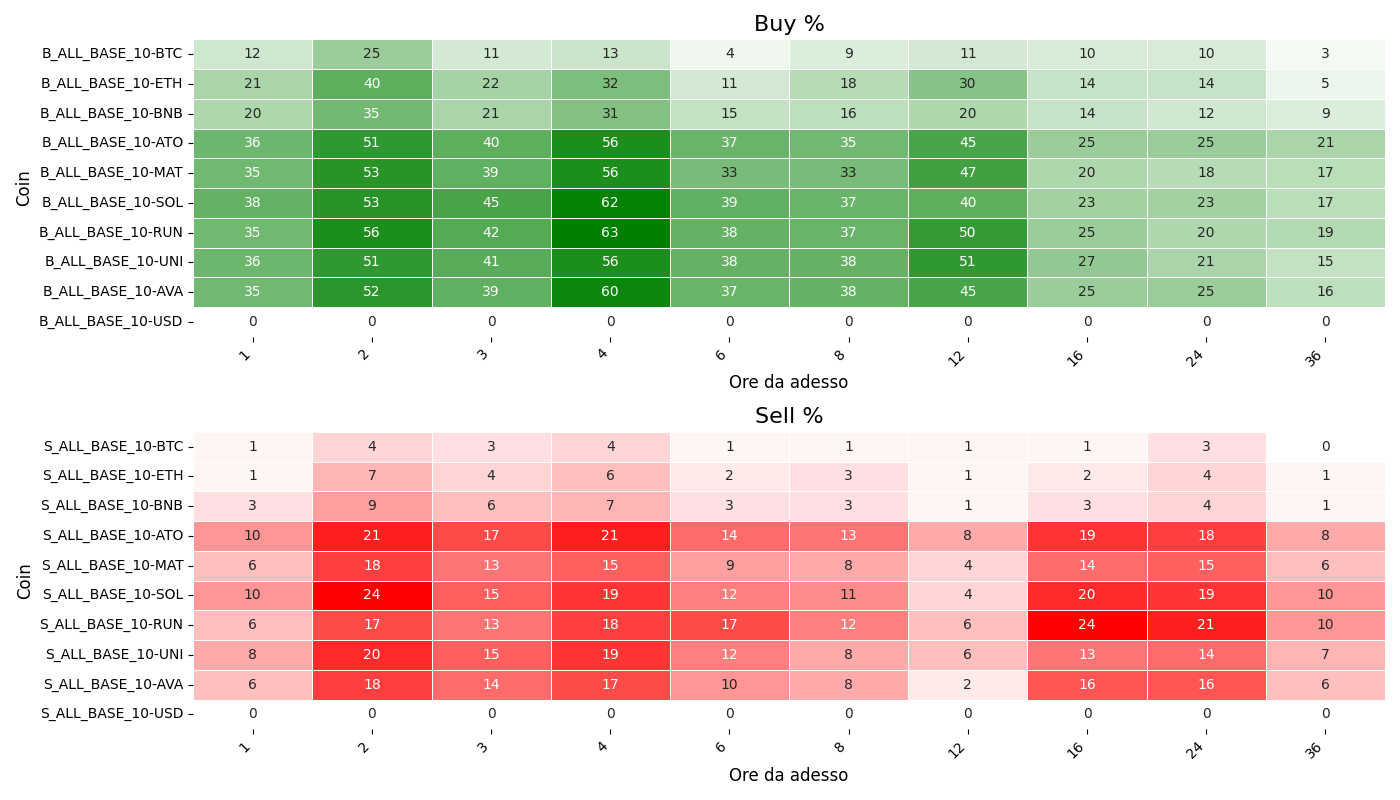 Buy %
B_ALL_BASE_10-BTC 12 25 11 13 4 9 11 10 10 3
B_ALL_BASE_10-ETH 21 40 22 32 11 18 30 14 14 5
B_ALL_BASE_10-BNB 20 35 21 31 15 16 20 14 12 9
B_ALL_BASE_10-ATO 36 51 40 56 37 35 45 25 25 21
B_ALL_BASE_10-MAT 35 53 39 56 33 33 47 20 18 17
B_ALL_BASE_10-SOL 38 53 45 62 39 37 40 23 23 17
B_ALL_BASE_10-RUN 35 56 42 63 38 37 50 25 20 19
B_ALL_BASE_10-UNI 36 51 41 56 38 38 51 27 21 15
B_ALL_BASE_10-AVA 35 52 39 60 37 38 45 25 25 16
B_ALL_BASE_10-USD 0 0 0 0 0 0 0 0 0 0
Coin
1 2 3 4 6 8 12 16 24 36
Ore da adesso
Sell %
S_ALL_BASE_10-BTC 1 4 3 4 1 1 1 1 3 0
S_ALL_BASE_10-ETH 1 7 4 6 2 3 1 2 4 1
S_ALL_BASE_10-BNB 3 9 6 7 3 3 1 3 4 1
S_ALL_BASE_10-ATO 10 21 17 21 14 13 8 19 18 8
S_ALL_BASE_10-MAT 6 18 13 15 9 8 4 14 15 6
S_ALL_BASE_10-SOL 10 24 15 19 12 11 4 20 19 10
S_ALL_BASE_10-RUN 6 17 13 18 17 12 6 24 21 10
S_ALL_BASE_10-UNI 8 20 15 19 12 8 6 13 14 7
S_ALL_BASE_10-AVA 6 18 14 17 10 8 2 16 16 6
S_ALL_BASE_10-USD 0 0 0 0 0 0 0 0 0 0
Coin
1 2 3 4 6 8 12 16 24 36
Ore da adesso